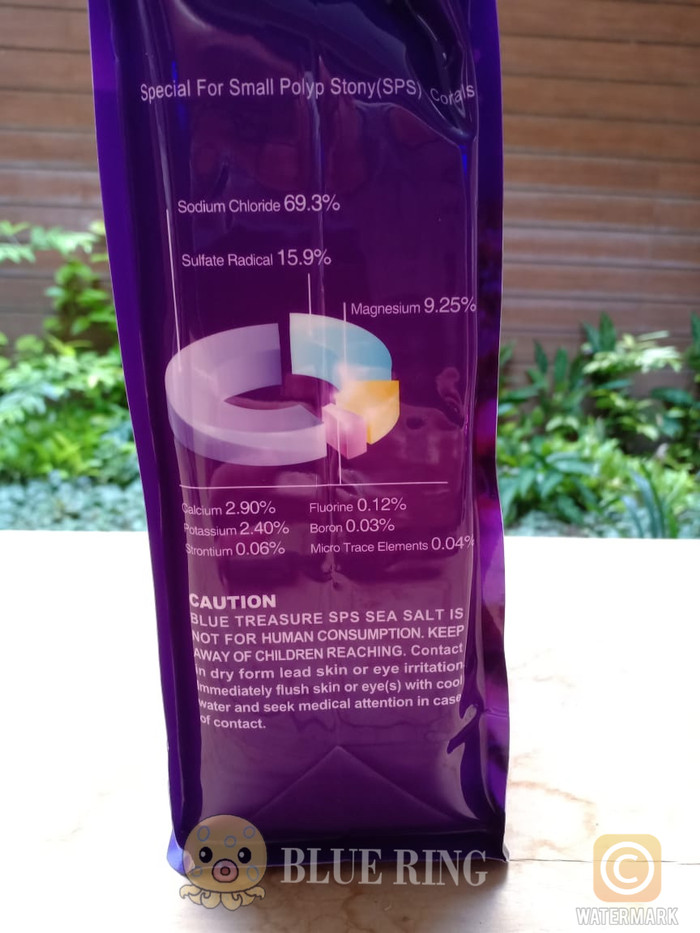 Special For Small Polyp Stony(SPS) Corals
Sodium Chloride 69.3%
Sulfate Radical 15.9%
Magnesium 9.25%
Calcium 2.90% Fluorine 0.12%
Potassium 2.40% Boron 0.03%
Strontium 0.06% Micro Trace Elements 0.04%
CAUTION
BLUE TREASURE SPS SEA SALT IS
NOT FOR HUMAN CONSUMPTION. KEEP
AWAY OF CHILDREN REACHING. Contact
in dry form lead skin or eye irritation
immediately flush skin or eye(s) with cool
water and seek medical attention in case
of contact.
BLUE RING
C
WATERMARK